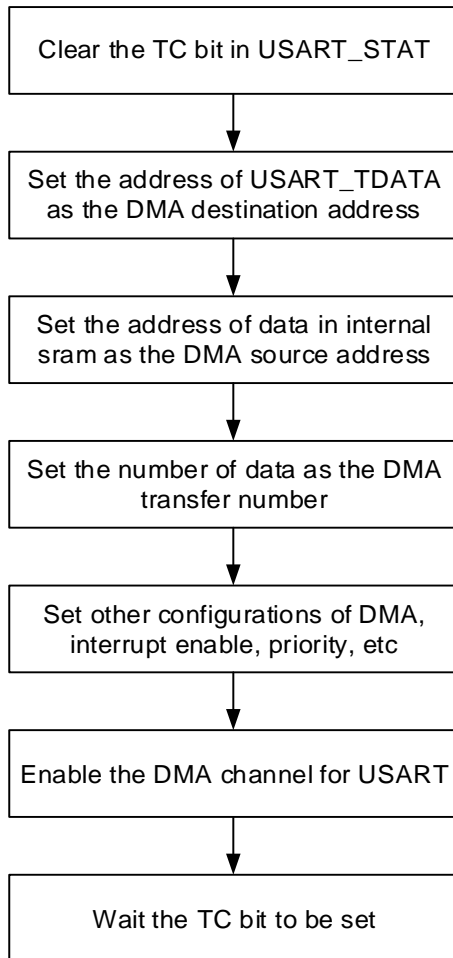 Clear the TC bit in USART_STAT
Set the address of USART_TDATA
as the DMA destination address
Set the address of data in internal
sram as the DMA source address
Set the number of data as the DMA
transfer number
Set other configurations of DMA,
interrupt enable, priority, etc
Enable the DMA channel for USART
Wait the TC bit to be set